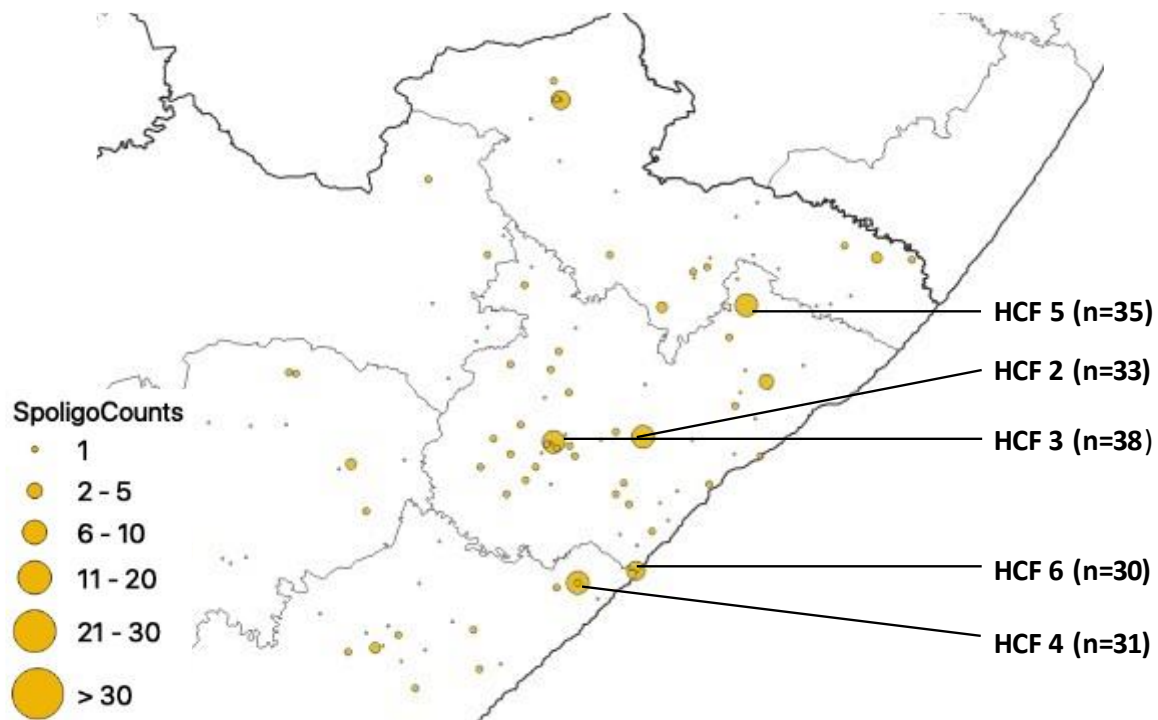 HCF 5 (n=35)
HCF 2 (n=33)
HCF 3 (n=38)
HCF 6 (n=30)
HCF 4 (n=31)
SpoligoCounts
1
2 - 5
6 - 10
11 - 20
21 - 30
> 30